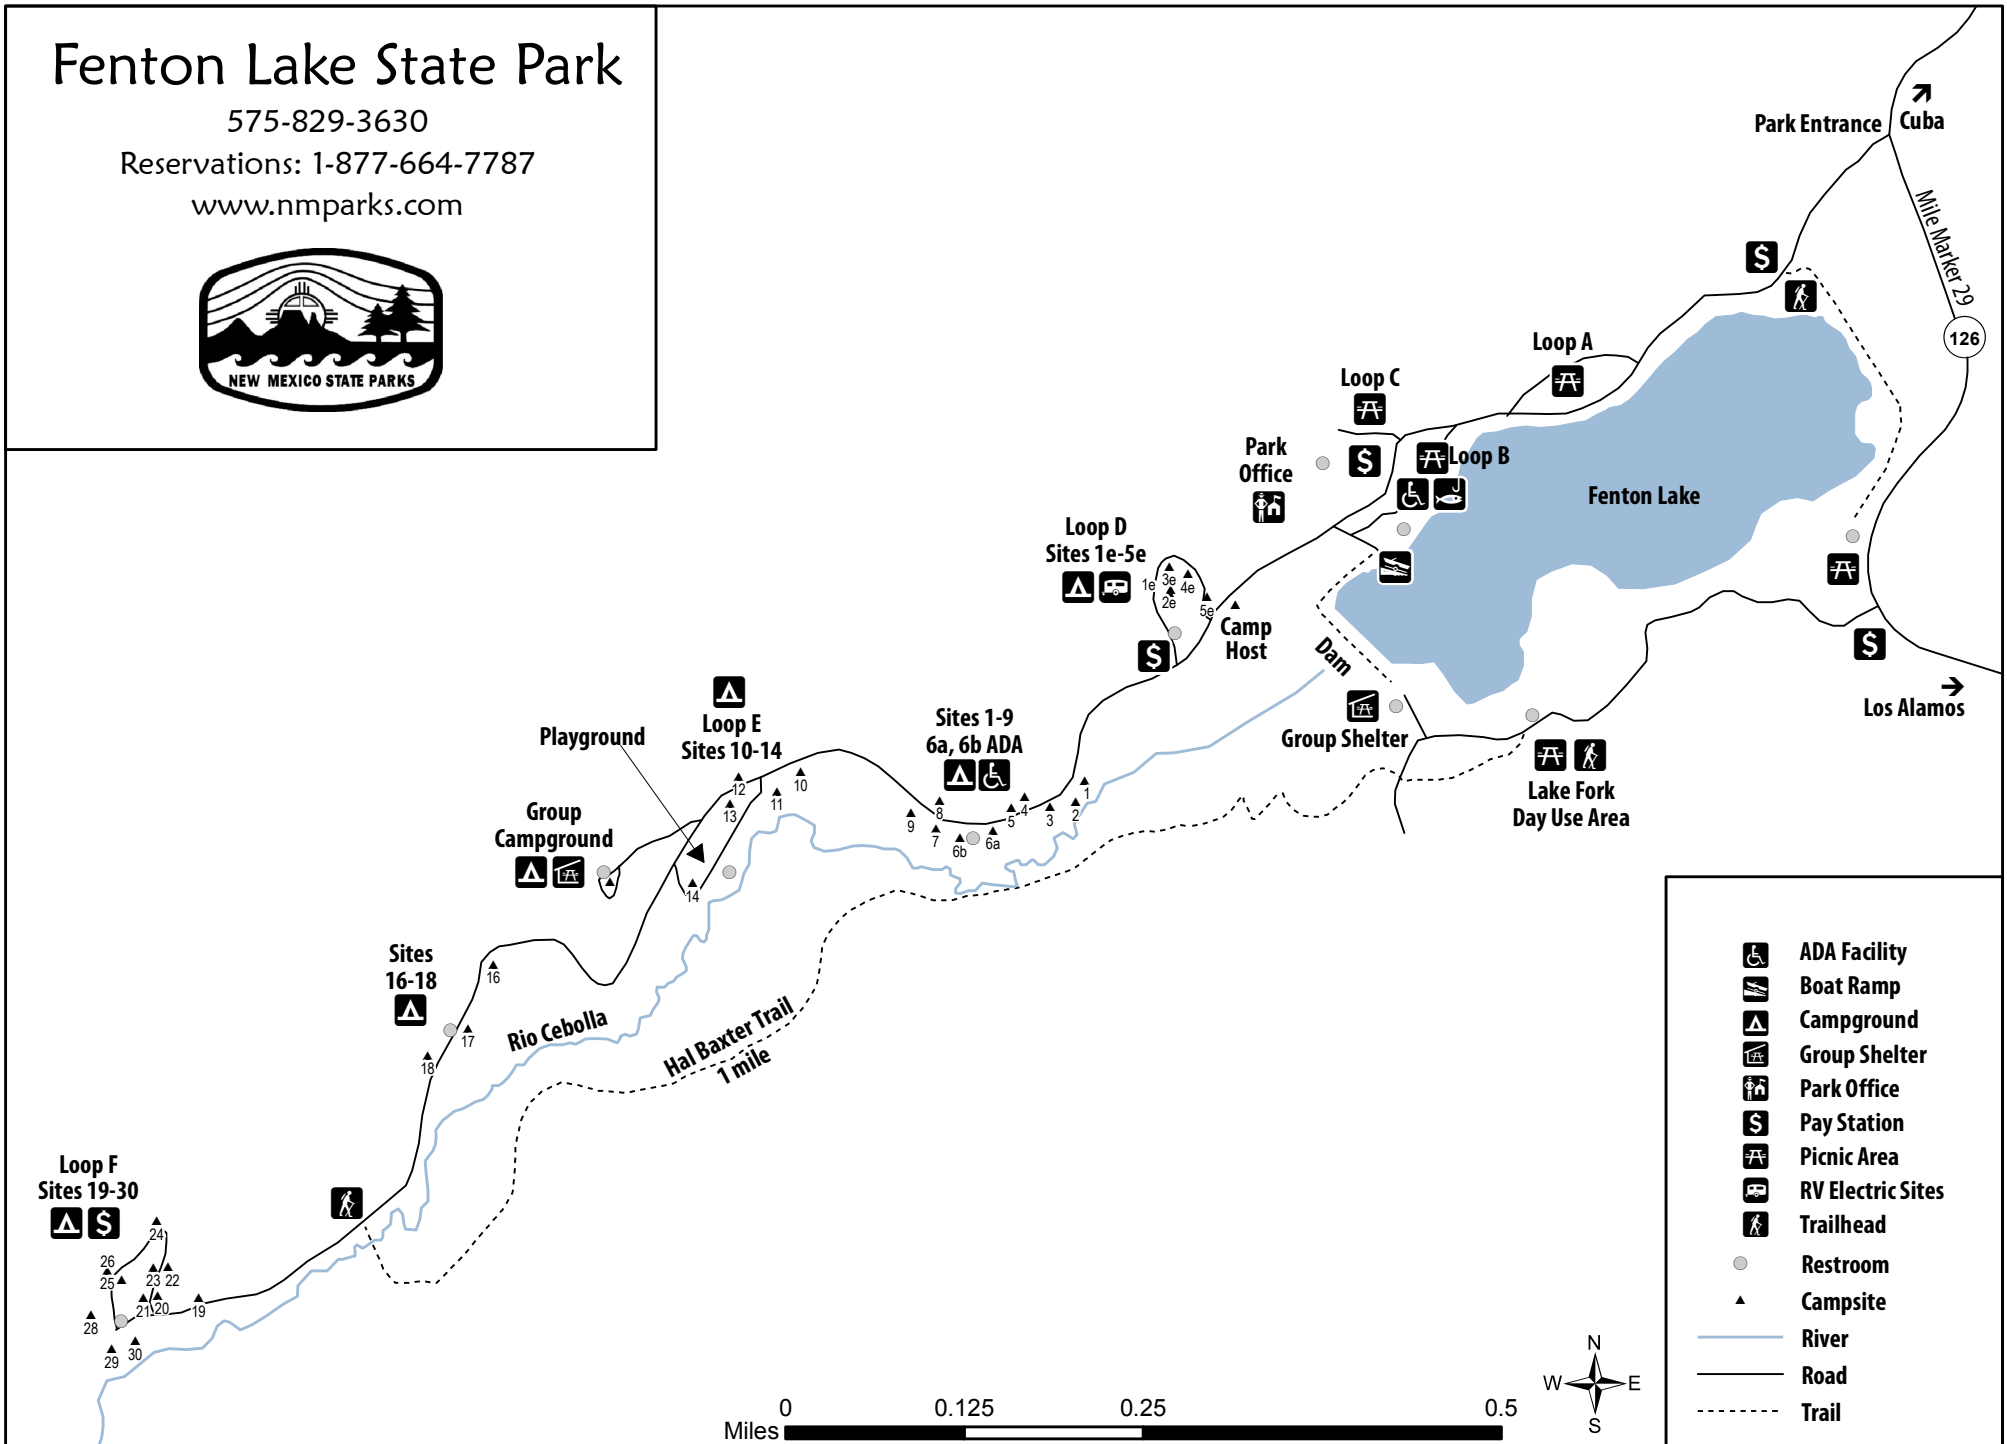 Fenton Lake State Park
575-829-3630
Reservations: 1-877-664-7787
www.nmparks.com
NEW MEXICO STATE PARKS
Park Entrance
Cuba
Mile Marker 29
126
$
Loop A
Loop C
Park
Office
$
Loop B
Fenton Lake
Loop D
Sites 1e-5e
1e
3e
4e
2e
5e
$
Camp
Host
Dam
$
Los Alamos
Group Shelter
Lake Fork
Day Use Area
Loop E
Sites 10-14
Playground
Sites 1-9
6a, 6b ADA
12
10
13
11
8
9
7
6b
6a
5
4
3
2
1
Group
Campground
14
Sites
16-18
16
17
18
Rio Cebolla
Hal Baxter Trail
1 mile
Loop F
Sites 19-30
$
24
26
25
23
22
21
20
19
28
29
30
ADA Facility
Boat Ramp
Campground
Group Shelter
Park Office
$ Pay Station
Picnic Area
RV Electric Sites
Trailhead
Restroom
Campsite
River
Road
Trail
N
W
E
S
0
0.125
0.25
0.5
Miles